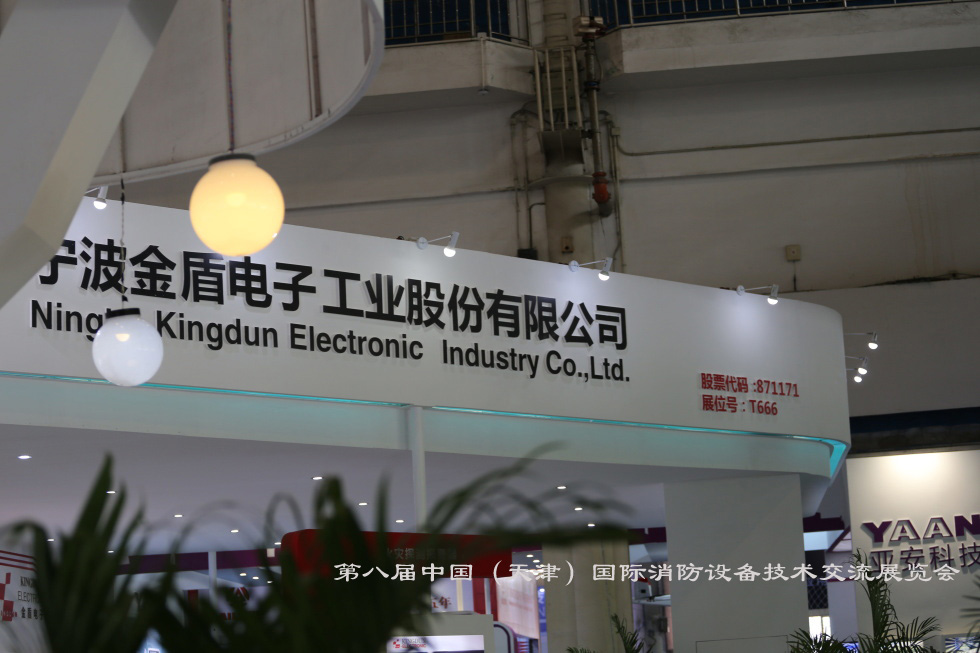 宁波金盾电子工业股份有限公司
Kingdun Electronic Industry Co.,Ltd.
股票代码:871171
展位号:T666
YAAN
亚安科技
第八届中国（天津）国际消防设备技术交流展览会